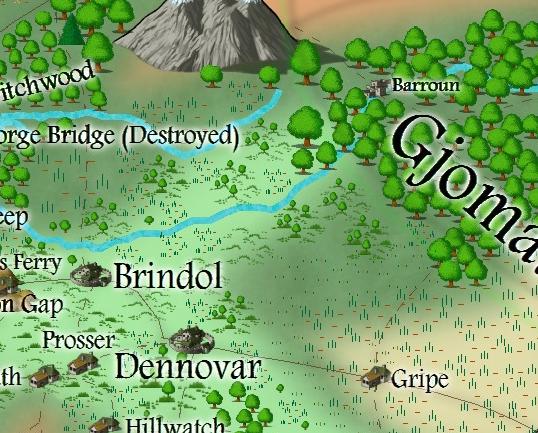 itchwood
Barroun
orge Bridge (Destroyed)
Gjoma
eep
s Ferry
Brindol
on Gap
Prosser
Dennovar
th
Gripe
Hillwatch